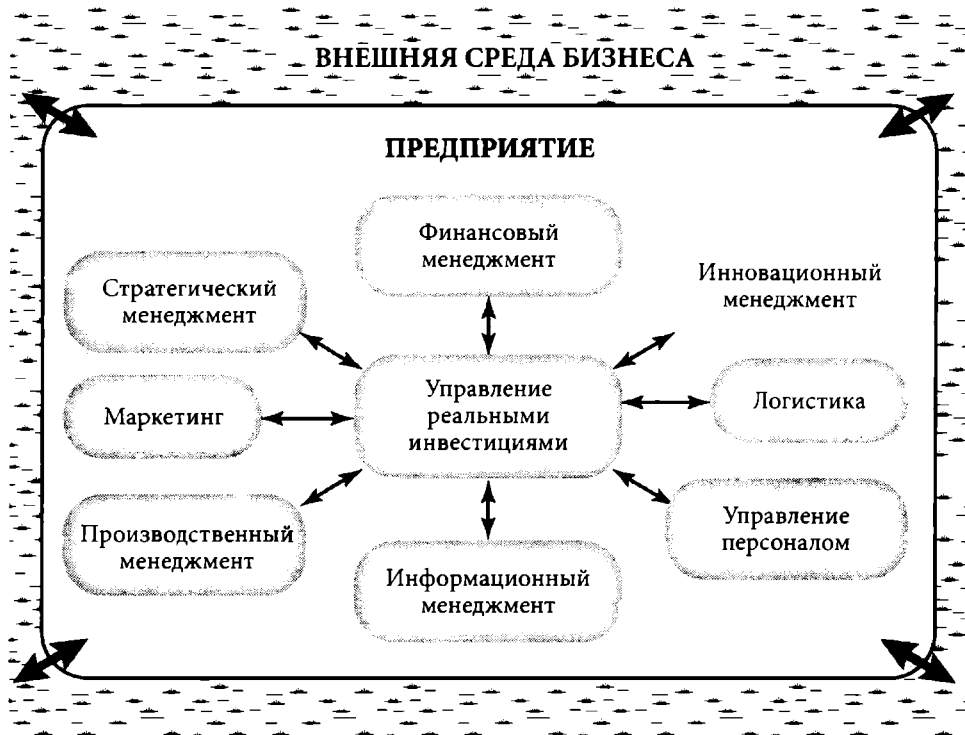 ВНЕШНЯЯ СРЕДА БИЗНЕСА
ПРЕДПРИЯТИЕ
Финансовый
менеджмент
Стратегический
менеджмент
Инновационный
менеджмент
Маркетинг
Управление
реальными
инвестициями
Логистика
Производственный
менеджмент
Информационный
менеджмент
Управление
персоналом